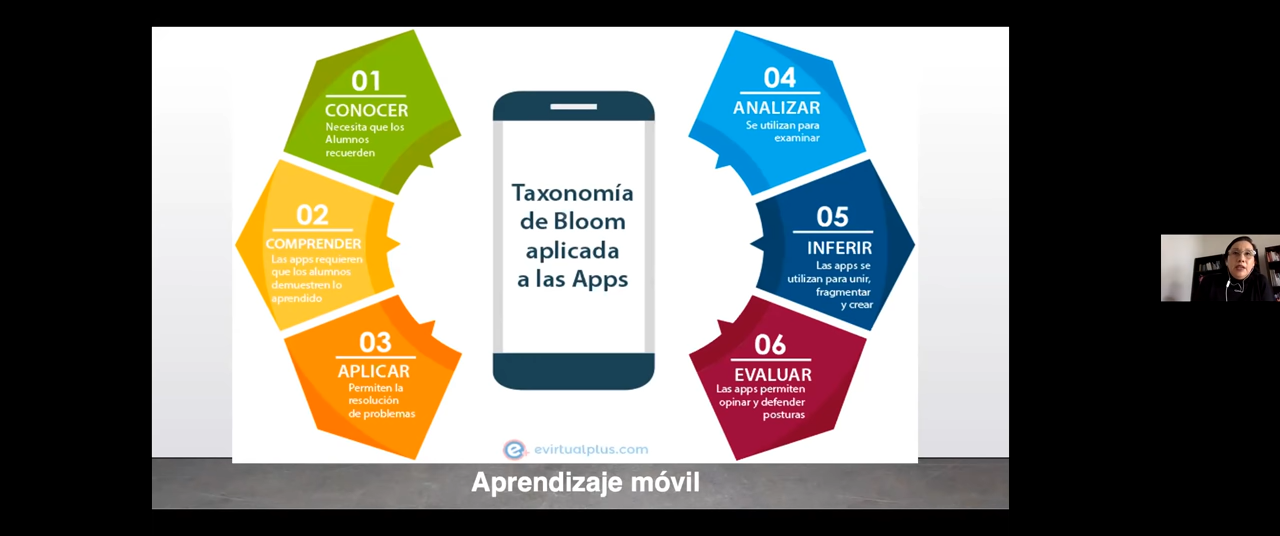 01
CONOCER
Necesita que los
Alumnos
recuerden
02
COMPRENDER
Las apps requieren
que los alumnos
demuestren lo
aprendido
03
APLICAR
Permiten la
resolución
de problemas
Taxonomía
de Bloom
aplicada
a las Apps
04
ANALIZAR
Se utilizan para
examinar
05
INFERIR
Las apps se
utilizan para unir,
fragmentar
y crear
06
EVALUAR
Las apps permiten
opinar y defender
posturas
e evirtualplus.com
Aprendizaje móvil